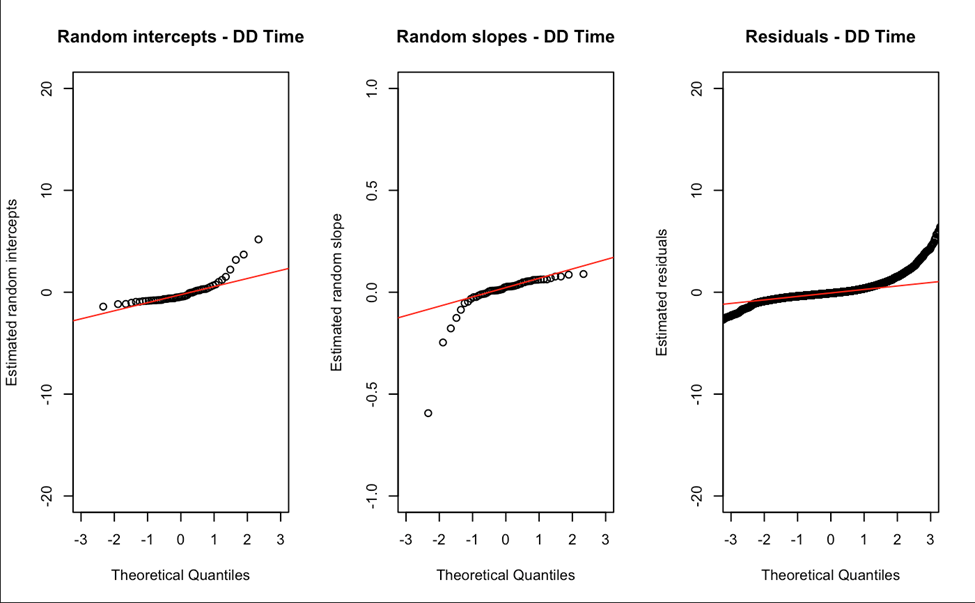 Random intercepts - DD Time
Estimated random intercepts
20
10
0
-10
-20
-3 -2 -1 0 1 2 3
Theoretical Quantiles
Random slopes - DD Time
Estimated random slope
1.0
0.5
0.0
-0.5
-1.0
-3 -2 -1 0 1 2 3
Theoretical Quantiles
Residuals - DD Time
Estimated residuals
20
10
0
-10
-20
-3 -2 -1 0 1 2 3
Theoretical Quantiles